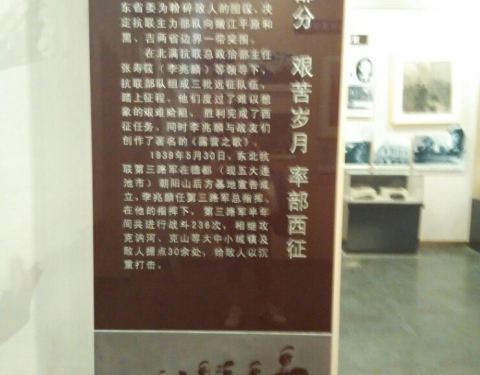 部分 艰苦岁月 率部西征
东省委为粉碎敌人的围谋、决
定抗联主力部队向嫩江平原和
黑、吉两省边界一带突围。
在北满抗联总政治部主任
张寿篯（李兆麟）等领导下，
抗联部队组成三批远征队伍，
踏上征程。他们度过了难以想
象的艰难险阻，胜利完成了西
征任务。同时李兆麟与战友们
创作了著名的《露营之歌》。
1939年5月30日，东北抗
联第三路军在德都（现五大连
池市）朝阳山后方基地宣告成
立，李兆麟任第三路军总指挥。
在他的指挥下，第三路军半年
间共进行战斗236次，相继攻
克讷河、克山等大中小城镇及
敌人据点30余处，给敌人以沉
重打击。